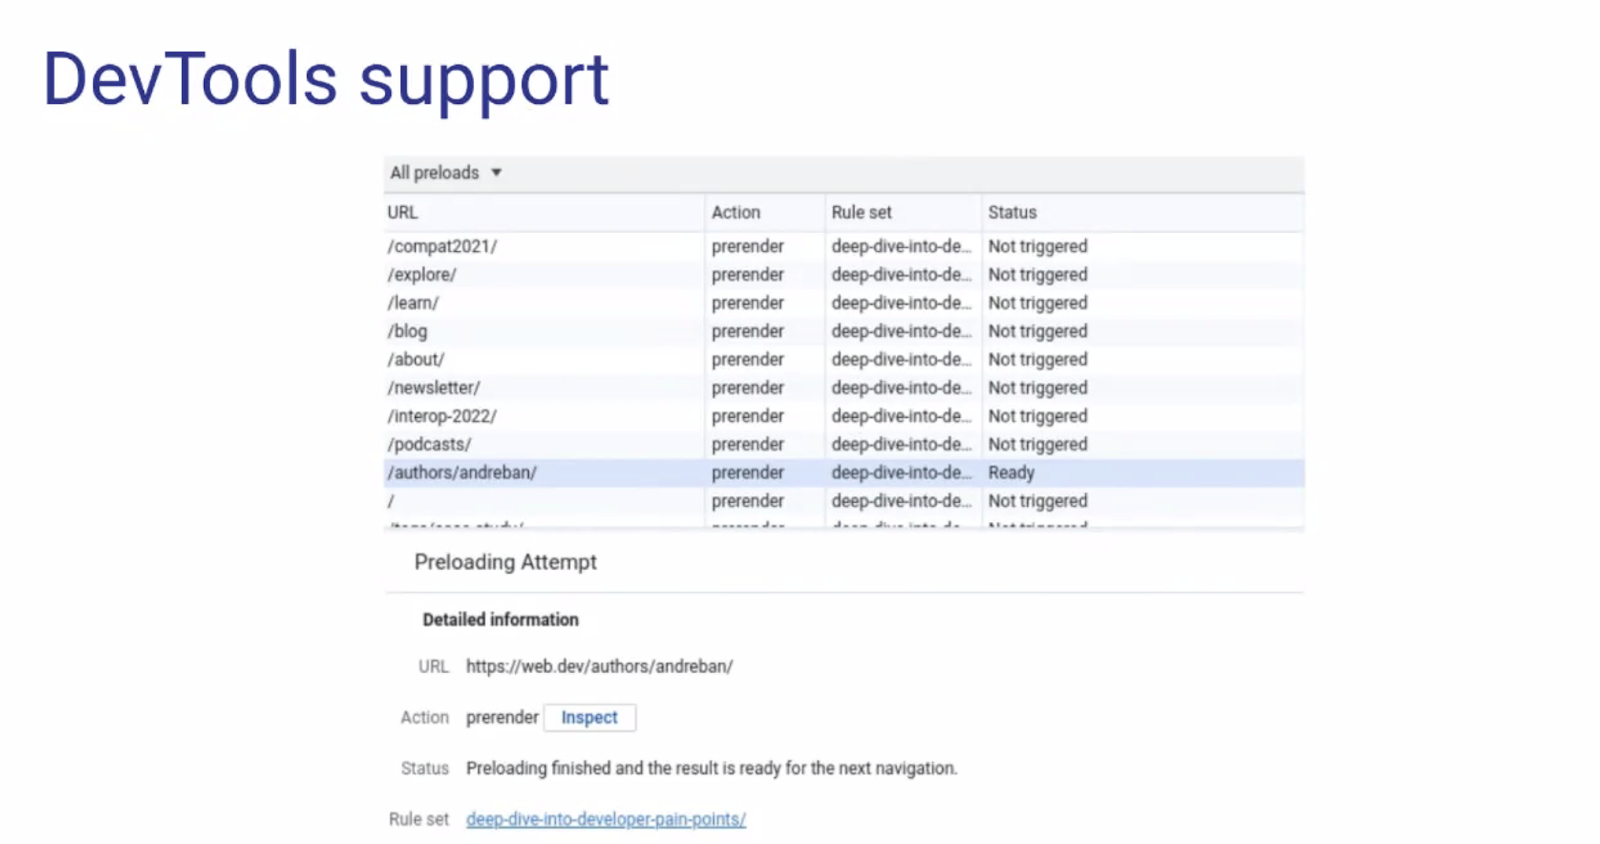 DevTools support
All preloads
URL Action Rule set Status
/compat2021/ prerender deep-dive-into-de... Not triggered
/explore/ prerender deep-dive-into-de... Not triggered
/learn/ prerender deep-dive-into-de... Not triggered
/blog prerender deep-dive-into-de... Not triggered
/about/ prerender deep-dive-into-de... Not triggered
/newsletter/ prerender deep-dive-into-de... Not triggered
/interop-2022/ prerender deep-dive-into-de... Not triggered
/podcasts/ prerender deep-dive-into-de... Not triggered
/authors/andreban/ prerender deep-dive-into-de... Ready
/ prerender deep-dive-into-de... Not triggered
Preloading Attempt
Detailed information
URL https://web.dev/authors/andreban/
Action prerender Inspect
Status Preloading finished and the result is ready for the next navigation.
Rule set deep-dive-into-developer-pain-points/